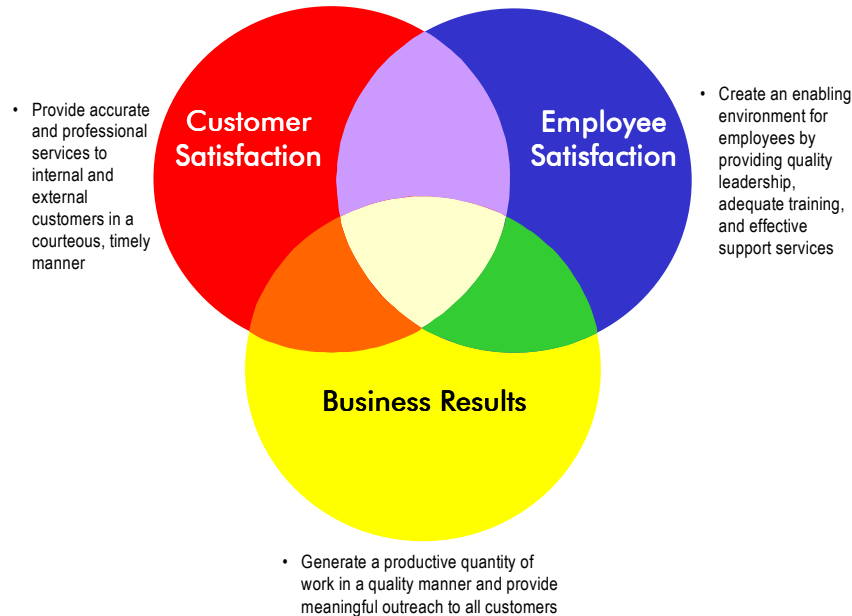 • Provide accurate
and professional
services to
internal and
external
customers in a
courteous, timely
manner
Customer
Satisfaction
Employee
Satisfaction
• Create an enabling
environment for
employees by
providing quality
leadership,
adequate training,
and effective
support services
Business Results
• Generate a productive quantity of
work in a quality manner and provide
meaningful outreach to all customers